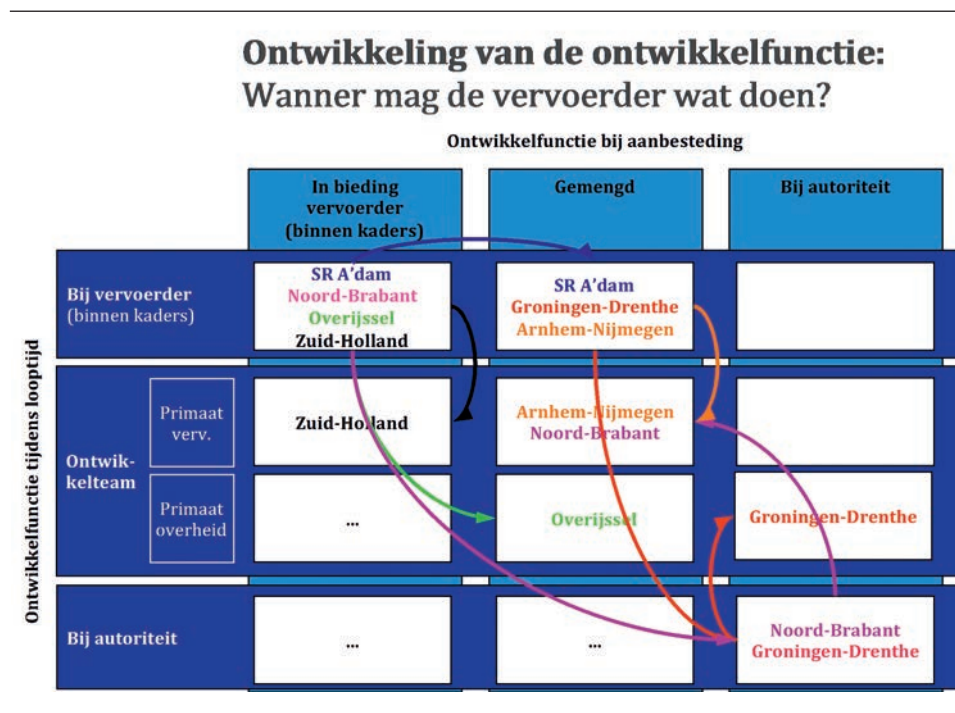 Ontwikkeling van de ontwikkelfunctie:
Wanner mag de vervoerder wat doen?
Ontwikkelfunctie bij aanbesteding
In bieding
vervoerder
(binnen kaders)
Gemengd
Bij autoriteit
Ontwikkelfunctie tijdens looptijd
Bij vervoerder
(binnen kaders)
SR A'dam
Noord-Brabant
Overijssel
Zuid-Holland
SR A'dam
Groningen-Drenthe
Arnhem-Nijmegen
Ontwik-
kelteam
Primaat
verv.
Zuid-Holland
Arnhem-Nijmegen
Noord-Brabant
Primaat
overheid
...
Overijssel
Groningen-Drenthe
Bij autoriteit
...
...
Noord-Brabant
Groningen-Drenthe